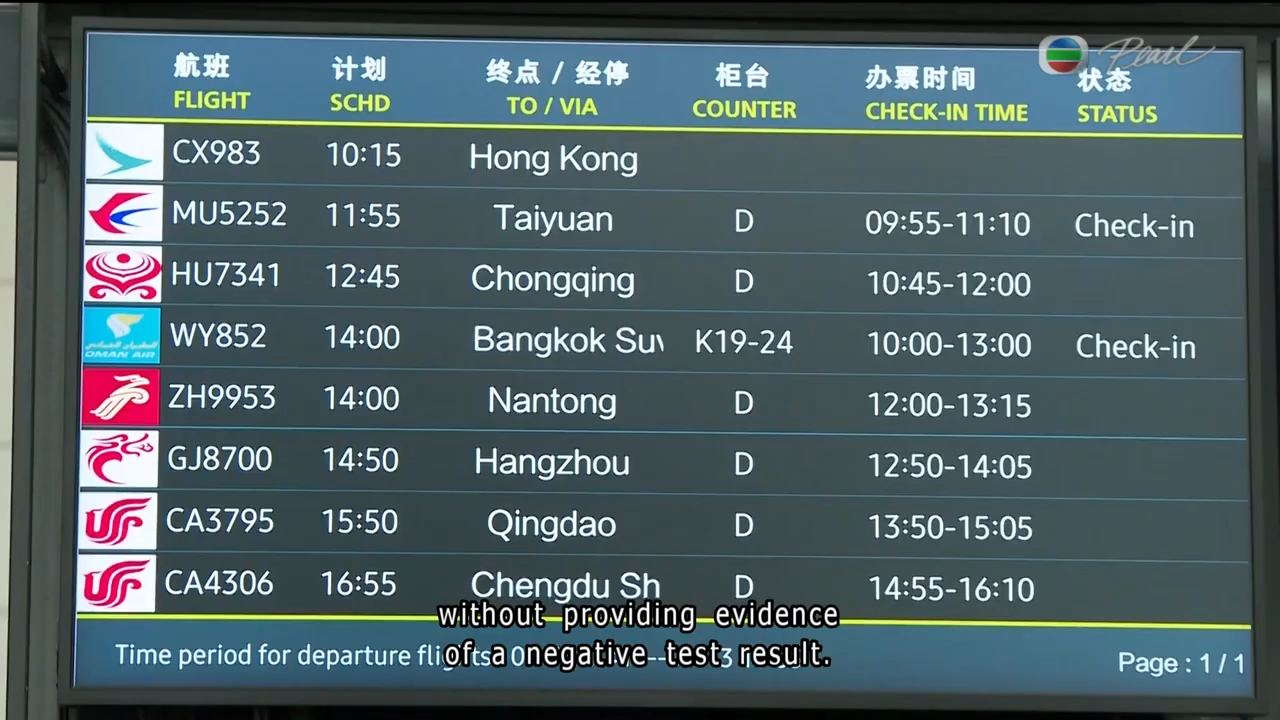 Pearl
航班 计划 终点 / 经停 柜台 办票时间 状态
FLIGHT SCHD TO / VIA COUNTER CHECK-IN TIME STATUS
CX983 10:15 Hong Kong
MU5252 11:55 Taiyuan D 09:55-11:10 Check-in
HU7341 12:45 Chongqing D 10:45-12:00
OMAN AIR WY852 14:00 Bangkok Suv K19-24 10:00-13:00 Check-in
ZH9953 14:00 Nantong D 12:00-13:15
GJ8700 14:50 Hangzhou D 12:50-14:05
CA3795 15:50 Qingdao D 13:50-15:05
CA4306 16:55 Chengdu Sh D 14:55-16:10
without providing evidence
of a negative test result.
Time period for departure flights
Page : 1 / 1